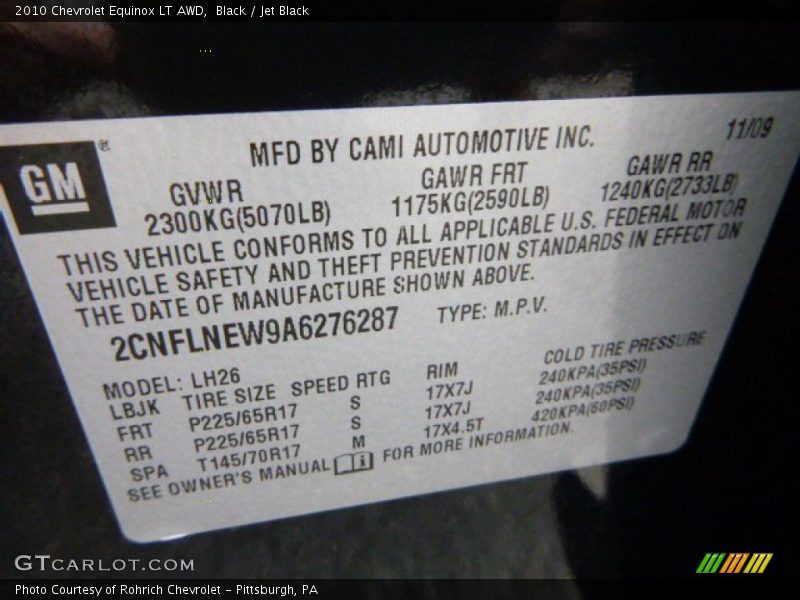 2010 Chevrolet Equinox LT AWD, Black / Jet Black
11/09
GM®
MFD BY CAMI AUTOMOTIVE INC.
GVWR GAWR FRT GAWR RR
2300KG(5070LB) 1175KG(2590LB) 1240KG(2733LB)
THIS VEHICLE CONFORMS TO ALL APPLICABLE U.S. FEDERAL MOTOR
VEHICLE SAFETY AND THEFT PREVENTION STANDARDS IN EFFECT ON
THE DATE OF MANUFACTURE SHOWN ABOVE.
2CNFLNEW9A6276287 TYPE: M.P.V.
MODEL: LH26
LBJK TIRE SIZE SPEED RTG RIM COLD TIRE PRESSURE
FRT P225/65R17 S 17X7J 240KPA(35PSI)
RR P225/65R17 S 17X7J 240KPA(35PSI)
SPA T145/70R17 M 17X4.5T 420KPA(60PSI)
SEE OWNER'S MANUAL FOR MORE INFORMATION.
GTCARLOT.COM
Photo Courtesy of Rohrich Chevrolet – Pittsburgh, PA